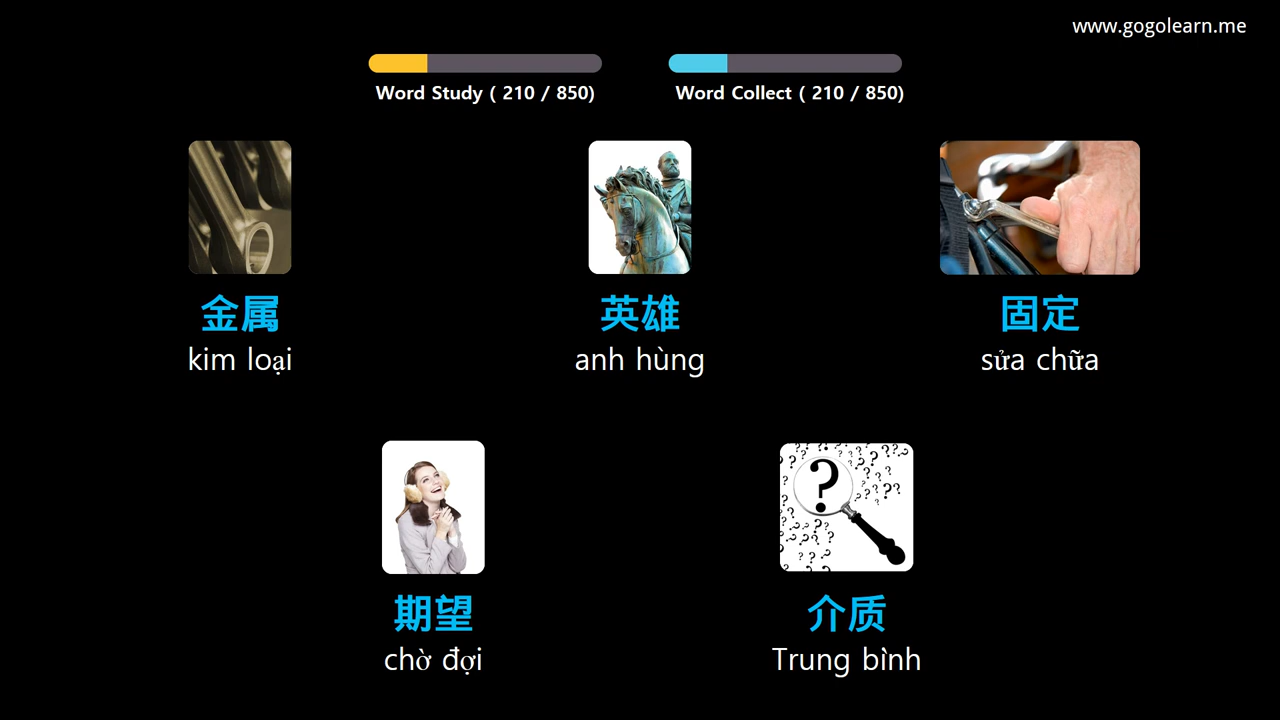 www.gogolearn.me
Word Study ( 210 / 850)
Word Collect ( 210 / 850)
金属
kim loại
英雄
anh hùng
固定
sửa chữa
期望
chờ đợi
介质
Trung bình